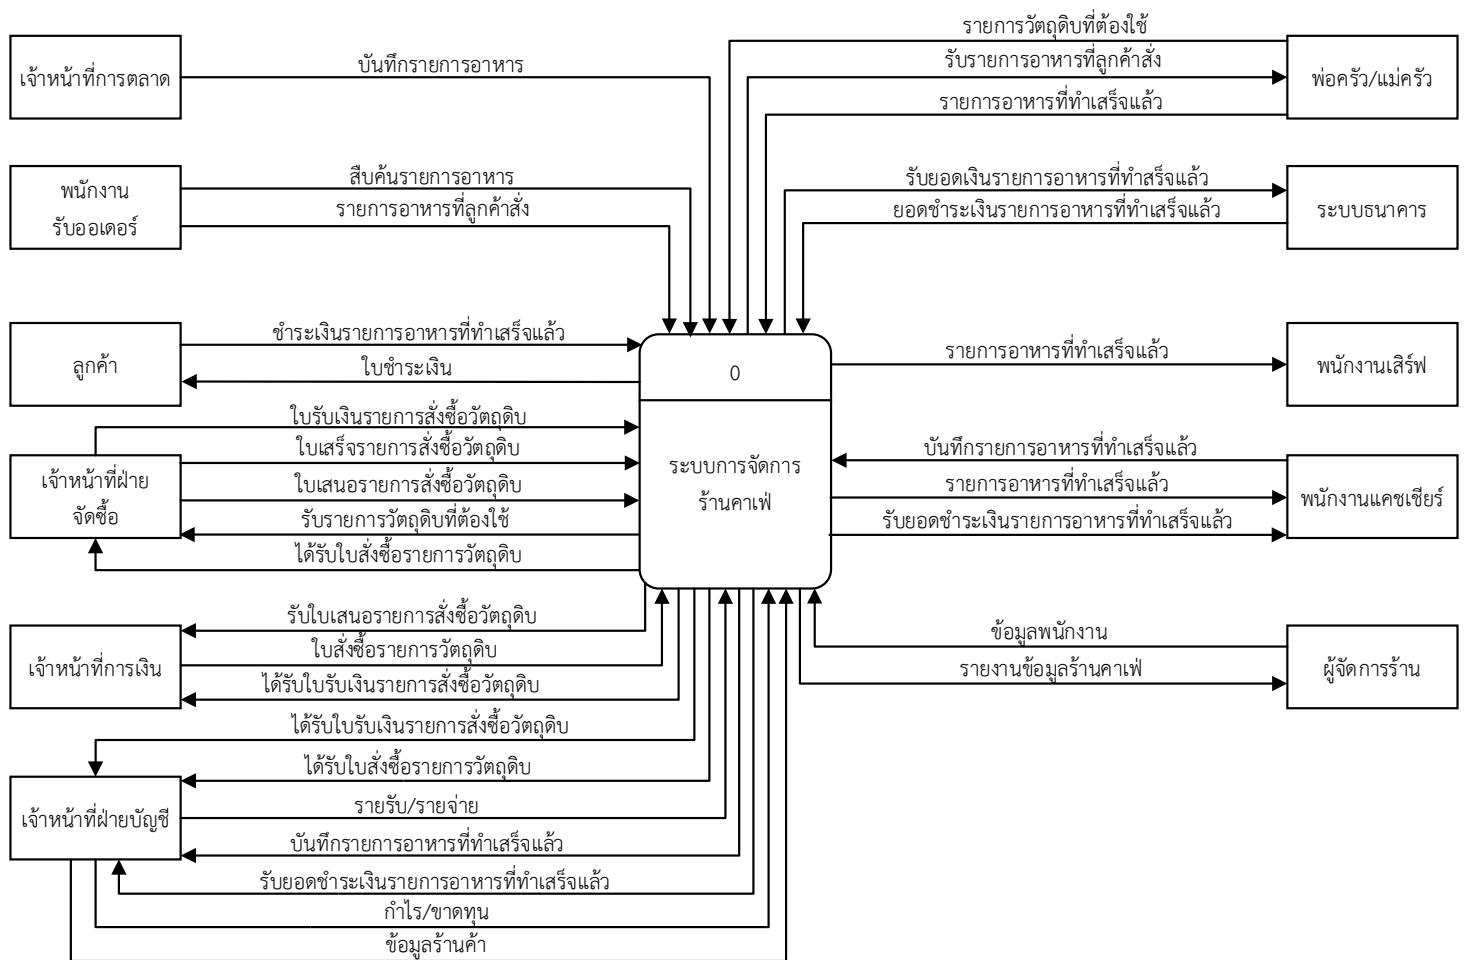 รายการวัตถุดิบที่ต้องใช้
รับรายการอาหารที่ลูกค้าสั่ง
รายการอาหารที่ทำเสร็จแล้ว
เจ้าหน้าที่การตลาด
บันทึกรายการอาหาร
พ่อครัว/แม่ครัว
พนักงาน
รับออเดอร์
สืบค้นรายการอาหาร
รายการอาหารที่ลูกค้าสั่ง
รับยอดเงินรายการอาหารที่ทำสร็จแล้ว
ยอดชำระเงินรายการอาหารที่ทำเสร็จแล้ว
ระบบธนาคาร
ลูกค้า
ชำระเงินรายการอาหารที่ทำเสร็จแล้ว
ใบชำระเงิน
0
ระบบการจัดการ
ร้านคาเฟ่
รายการอาหารที่ทำเสร็จแล้ว
พนักงานเสิร์ฟ
เจ้าหน้าที่ฝ่าย
จัดซื้อ
ใบรับเงินรายการสั่งซื้อวัตถุดิบ
ใบเสร็จรายการสั่งซื้อวัตถุดิบ
ใบเสนอรายการสั่งซื้อวัตถุดิบ
รับรายการวัตถุดิบที่ต้องใช้
ได้รับใบสั่งซื้อรายการวัตถุดิบ
บันทึกรายการอาหารที่ทำเสร็จแล้ว
รายการอาหารที่ทำเสร็จแล้ว
รับยอดชำระเงินรายการอาหารที่ทำเสร็จแล้ว
พนักงานแคชเชียร์
เจ้าหน้าที่การเงิน
รับใบเสนอรายการสั่งซื้อวัตถุดิบ
ใบสั่งซื้อรายการวัตถุดิบ
ได้รับใบรับเงินรายการสั่งซื้อวัตถุดิบ
ข้อมูลพนักงาน
รายงานข้อมูลร้านคาเฟ่
ผู้จัดการร้าน
ได้รับใบรับเงินรายการสั่งซื้อวัตถุดิบ
ได้รับใบสั่งซื้อรายการวัตถุดิบ
เจ้าหน้าที่ฝ่ายบัญชี
รายรับ/รายจ่าย
บันทึกรายการอาหารที่ทำเสร็จแล้ว
รับยอดชำระเงินรายการอาหารที่ทำเสร็จแล้ว
กำไร/ขาดทุน
ข้อมูลร้านค้า